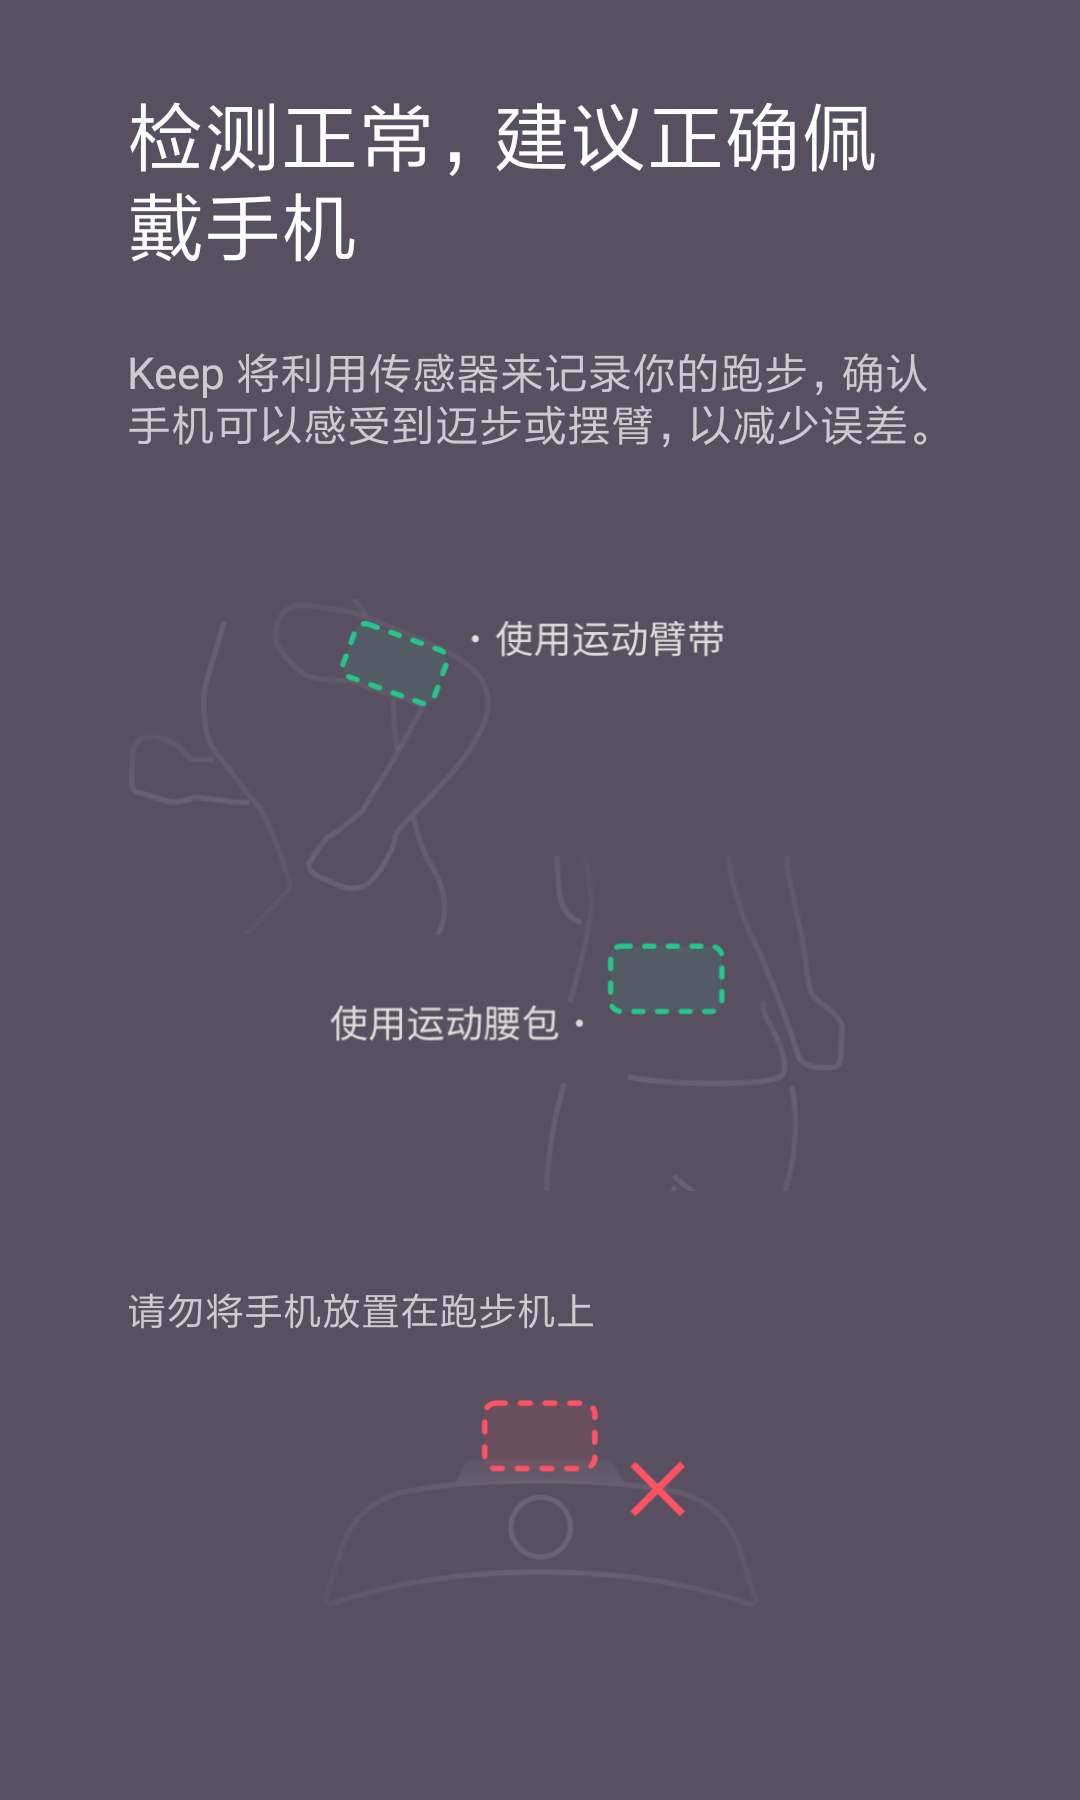 检测正常，建议正确佩
戴手机
Keep 将利用传感器来记录你的跑步，确认
手机可以感受到迈步或摆臂，以减少误差。
· 使用运动臂带
使用运动腰包 ·
请勿将手机放置在跑步机上